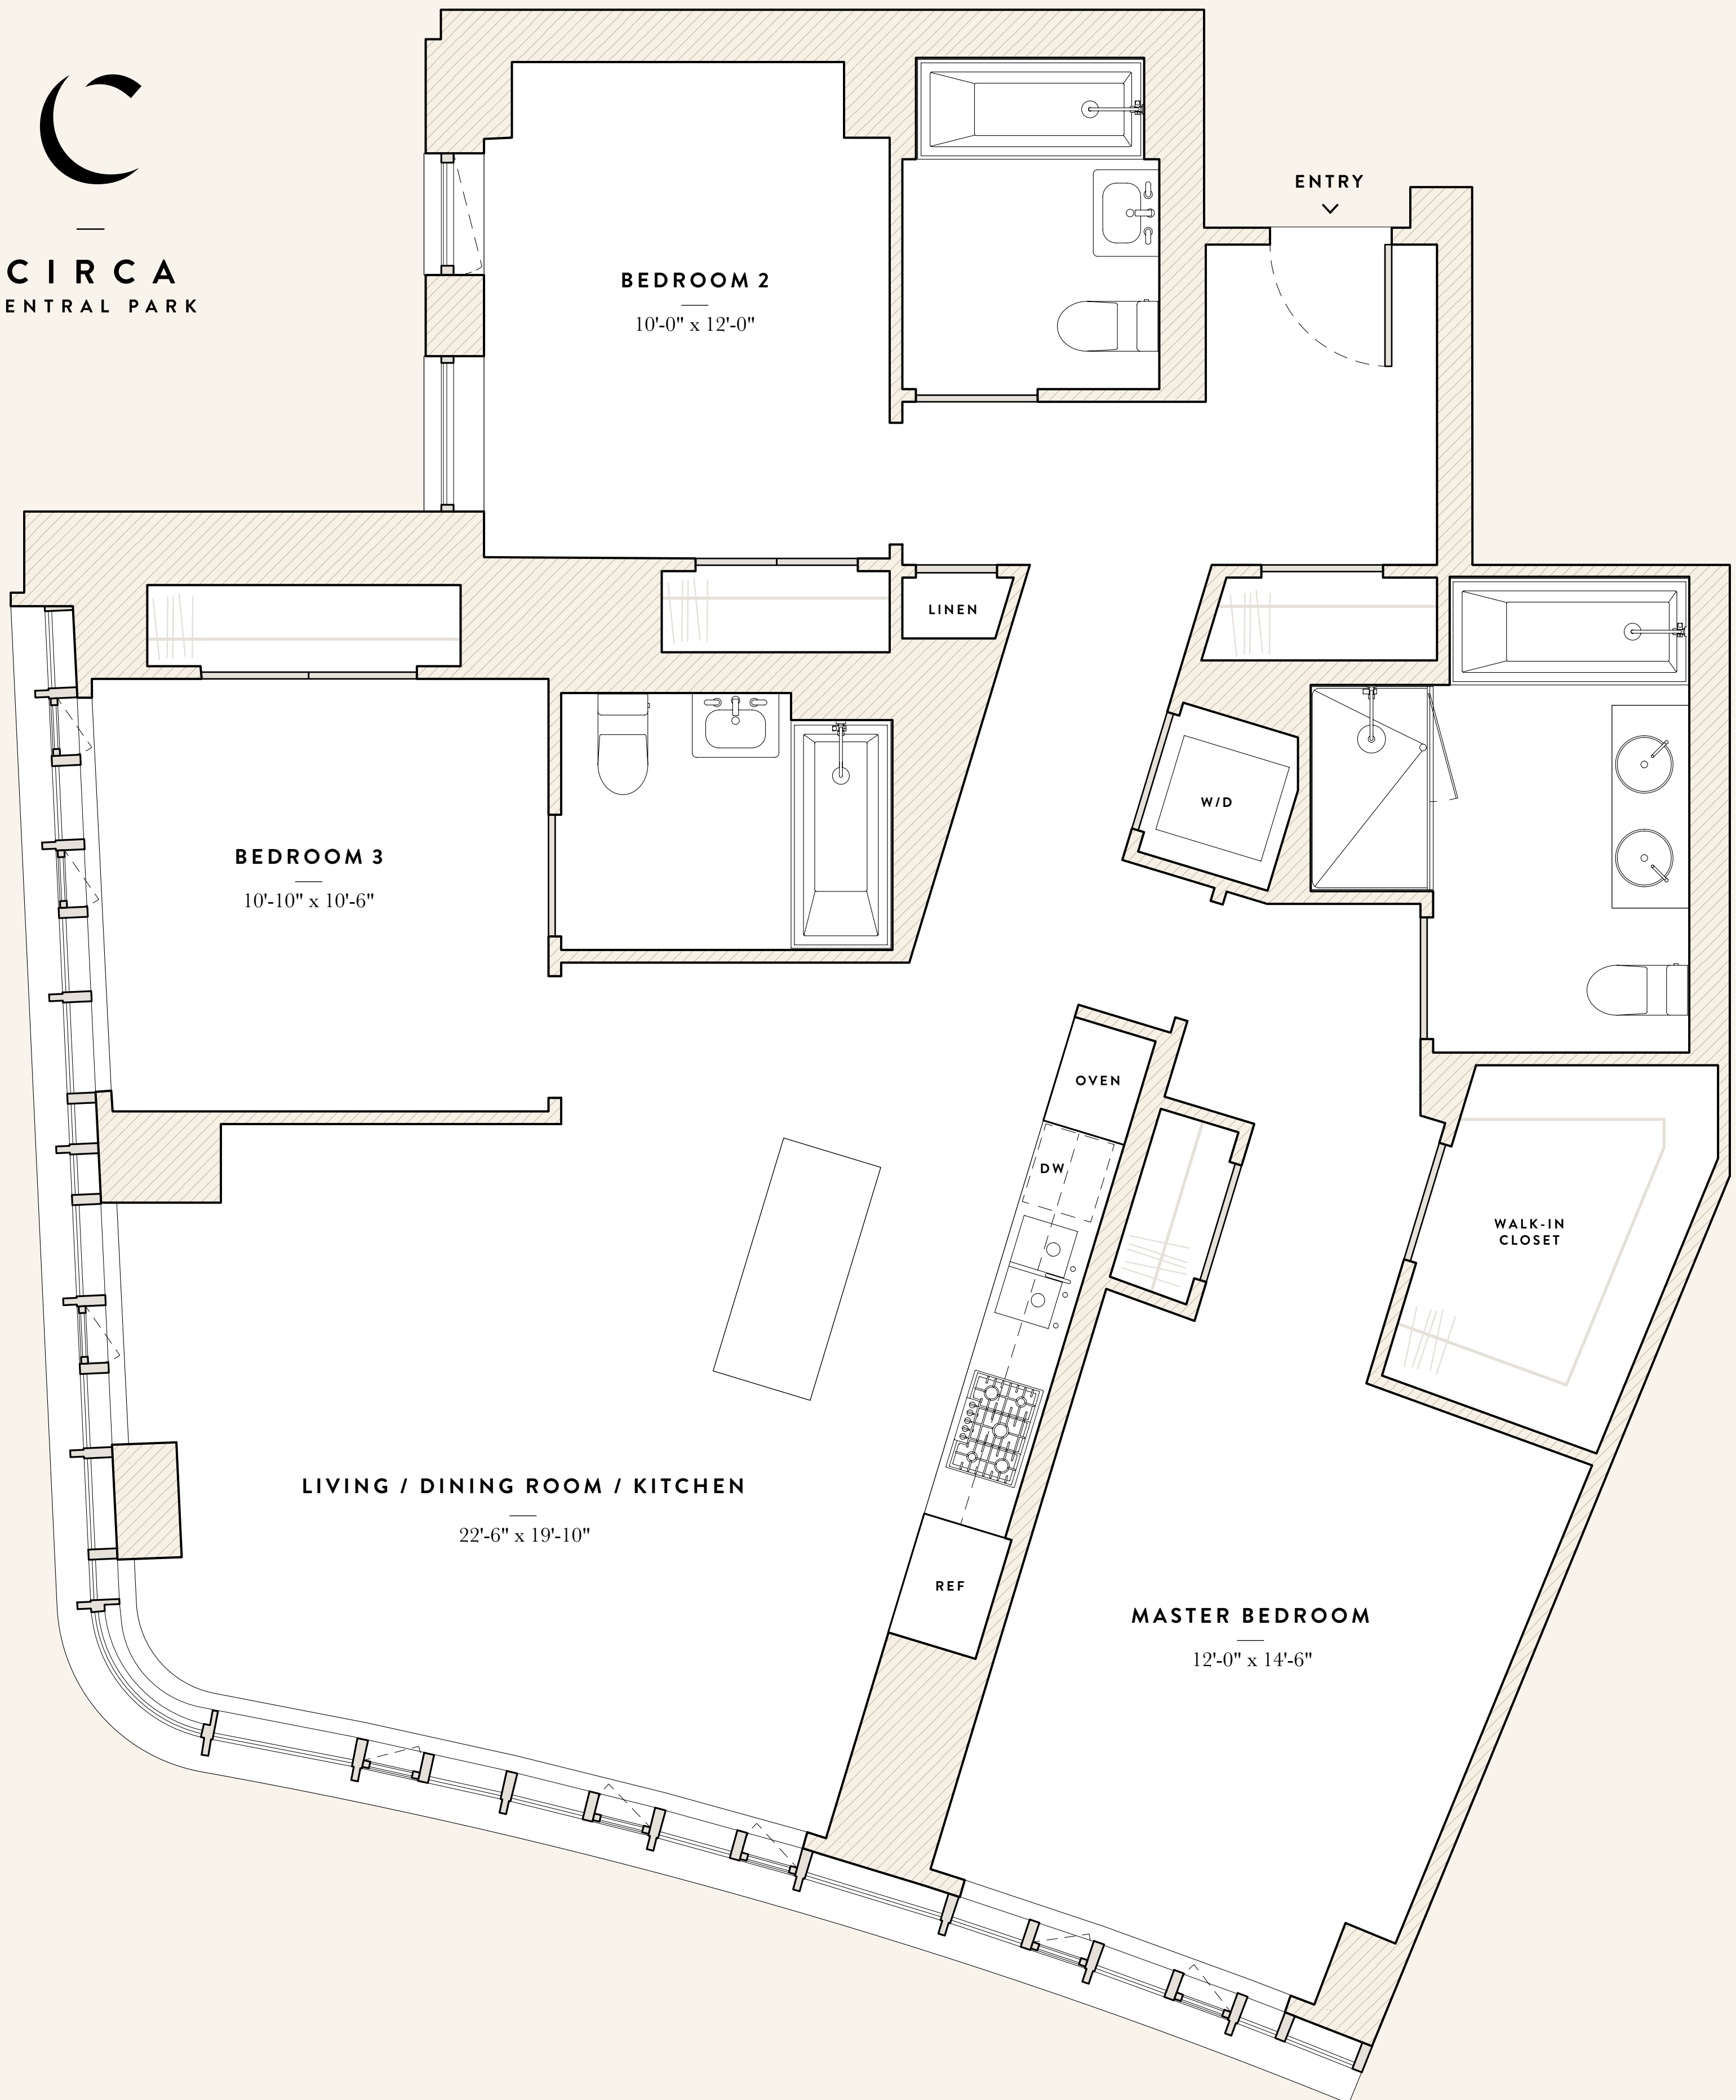 CIRCA
ENTRAL PARK
ENTRY
BEDROOM 2
10'-0" x 12'-0"
LINEN
W/D
BEDROOM 3
10'-10" x 10'-6"
OVEN
DW
WALK-IN
CLOSET
LIVING / DINING ROOM / KITCHEN
22'-6" x 19'-10"
REF
MASTER BEDROOM
12'-0" x 14'-6"